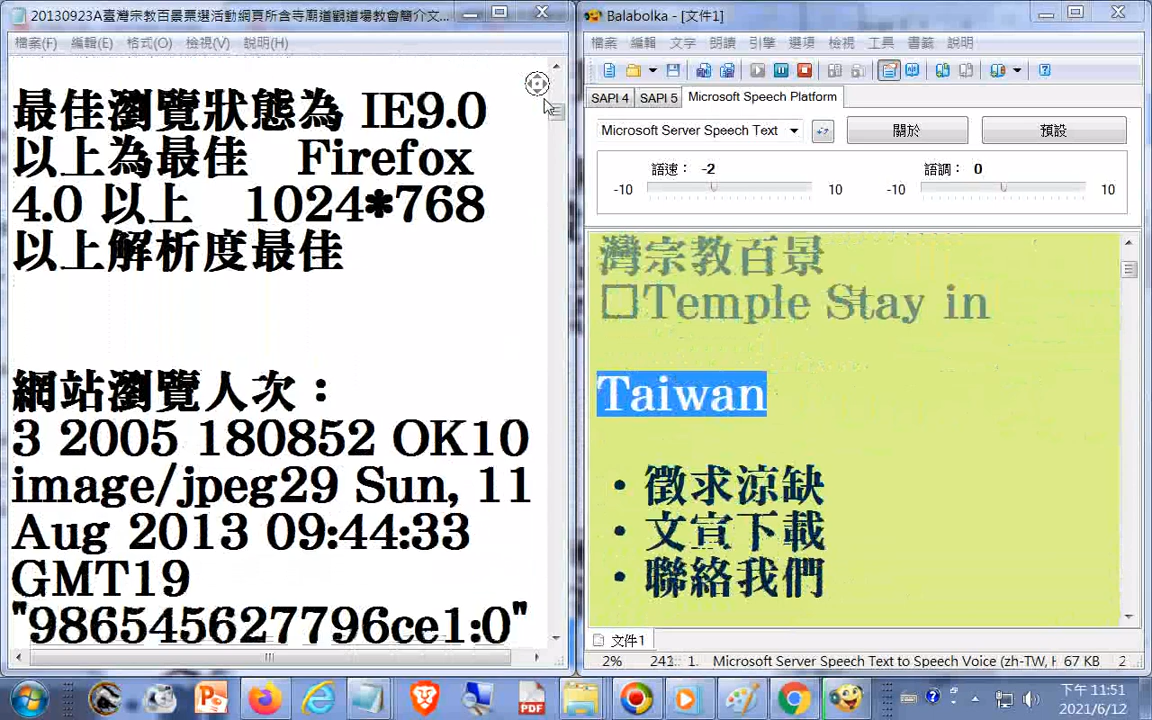 20130923A臺灣宗教百景票選活動網頁所含寺廟道觀道場教會簡介文...
檔案(F) 編輯(E) 格式(O) 檢視(V) 說明(H)
最佳瀏覽狀態為 IE9.0
以上為最佳 Firefox
4.0 以上 1024*768
以上解析度最佳
網站瀏覽人次：
3 2005 180852 OK10
image/jpeg29 Sun, 11
Aug 2013 09:44:33
GMT19
"986545627796ce1:0"
Balabolka - [文件1]
檔案 編輯 文字 朗讀 引擎 選項 檢視 工具 書籤 說明
SAPI 4 SAPI 5 Microsoft Speech Platform
Microsoft Server Speech Text 關於 預設
語速： -2 語調： 0
-10 10 -10 10
灣宗教百景
□Temple Stay in
Taiwan
• 徵求涼缺
• 文宣下載
• 聯絡我們
文件1
2% 241.. 1. Microsoft Server Speech Text to Speech Voice (zh-TW, H 67 KB 2
下午 11:51
2021/6/12